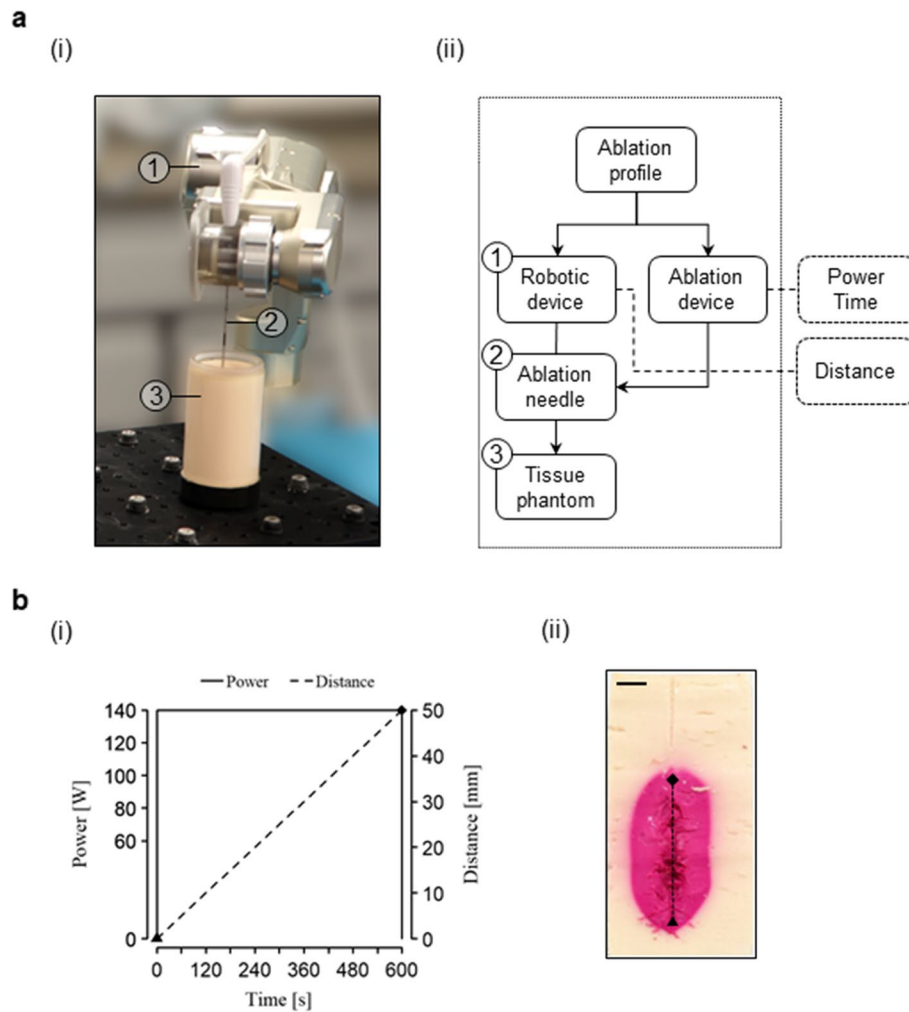 a
(i)
(ii)
1
2
3
Ablation
profile
1
Robotic
device
Ablation
device
Power
Time
2
Ablation
needle
Distance
3
Tissue
phantom
b
(i)
(ii)
Power
Distance
Power [W]
140
120
100
80
60
0
Distance [mm]
50
40
30
20
10
0
0 120 240 360 480 600
Time [s]